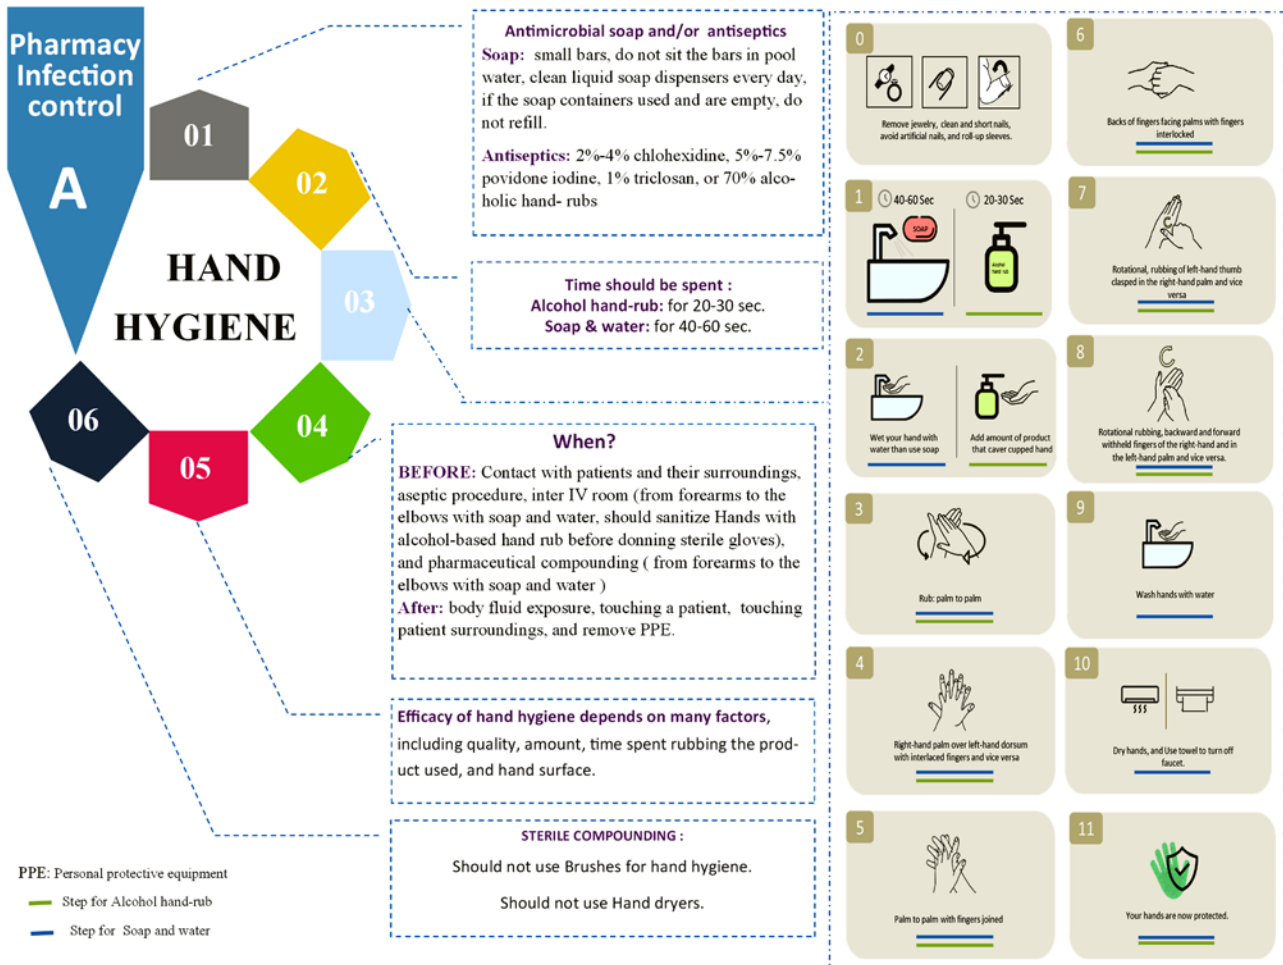 Pharmacy
Infection
control
A
HAND
HYGIENE
01
02
03
04
05
06
Antimicrobial soap and/or antiseptics
Soap: small bars, do not sit the bars in pool
water, clean liquid soap dispensers every day,
if the soap containers used and are empty, do
not refill.
Antiseptics: 2%-4% chlohexidine, 5%-7.5%
povidone iodine, 1% triclosan, or 70% alco-
holic hand- rubs
Time should be spent :
Alcohol hand-rub: for 20-30 sec.
Soap & water: for 40-60 sec.
When?
BEFORE: Contact with patients and their surroundings,
aseptic procedure, inter IV room (from forearms to the
elbows with soap and water, should sanitize Hands with
alcohol-based hand rub before donning sterile gloves),
and pharmaceutical compounding ( from forearms to the
elbows with soap and water )
After: body fluid exposure, touching a patient, touching
patient surroundings, and remove PPE.
Efficacy of hand hygiene depends on many factors,
including quality, amount, time spent rubbing the prod-
uct used, and hand surface.
STERILE COMPOUNDING :
Should not use Brushes for hand hygiene.
Should not use Hand dryers.
PPE: Personal protective equipment
Step for Alcohol hand-rub
Step for Soap and water
0
Remove jewelry, clean and short nails,
avoid artificial nails, and roll-up sleeves.
1
40-60 Sec
SOAP
20-30 Sec
2
Wet your hand with
water than use soap
Add amount of product
that caver cupped hand
3
Rub: palm to palm
4
Right-hand palm over left-hand dorsum
with interlaced fingers and vice versa
5
Palm to palm with fingers joined
6
Backs of fingers facing palms with fingers
interlocked
7
Rotational, rubbing of left-hand thumb
clasped in the right-hand palm and vice
versa
8
Rotational rubbing, backward and forward
withheld fingers of the right-hand and in
the left-hand palm and vice versa.
9
Wash hands with water
10
Dry hands, and Use towel to turn off
faucet.
11
Your hands are now protected.